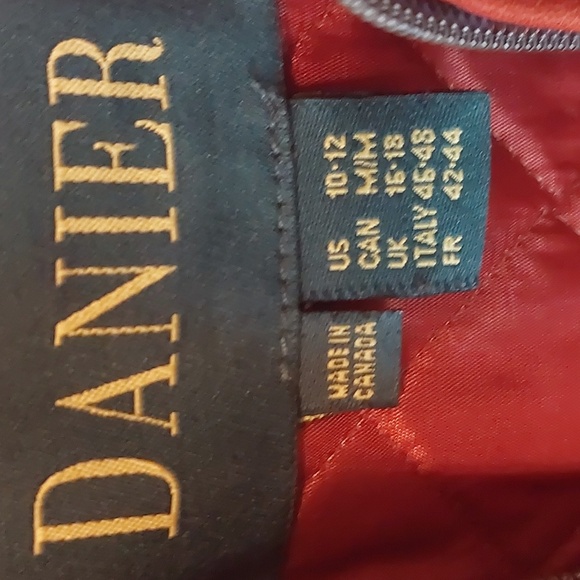 DANIER
US 10-12
CAN M/M
UK 16-18
ITALY 46-48
FR 42-44
MADE IN
CANADA